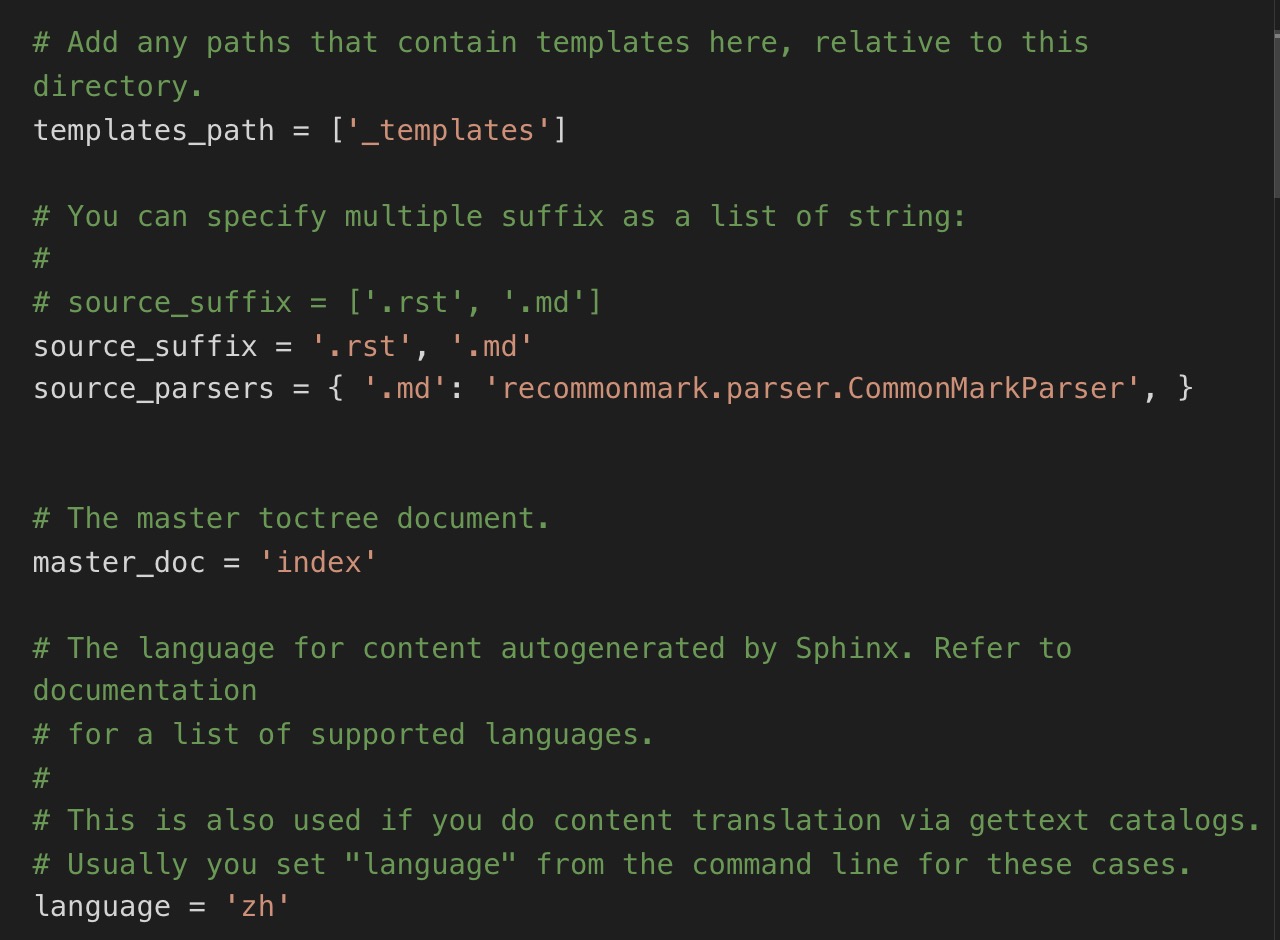 # Add any paths that contain templates here, relative to this
directory.
templates_path = ['_templates']
# You can specify multiple suffix as a list of string:
#
# source_suffix = ['.rst', '.md']
source_suffix = '.rst', '.md'
source_parsers = { '.md': 'recommonmark.parser.CommonMarkParser', }
# The master toctree document.
master_doc = 'index'
# The language for content autogenerated by Sphinx. Refer to
documentation
# for a list of supported languages.
#
# This is also used if you do content translation via gettext catalogs.
# Usually you set "language" from the command line for these cases.
language = 'zh'